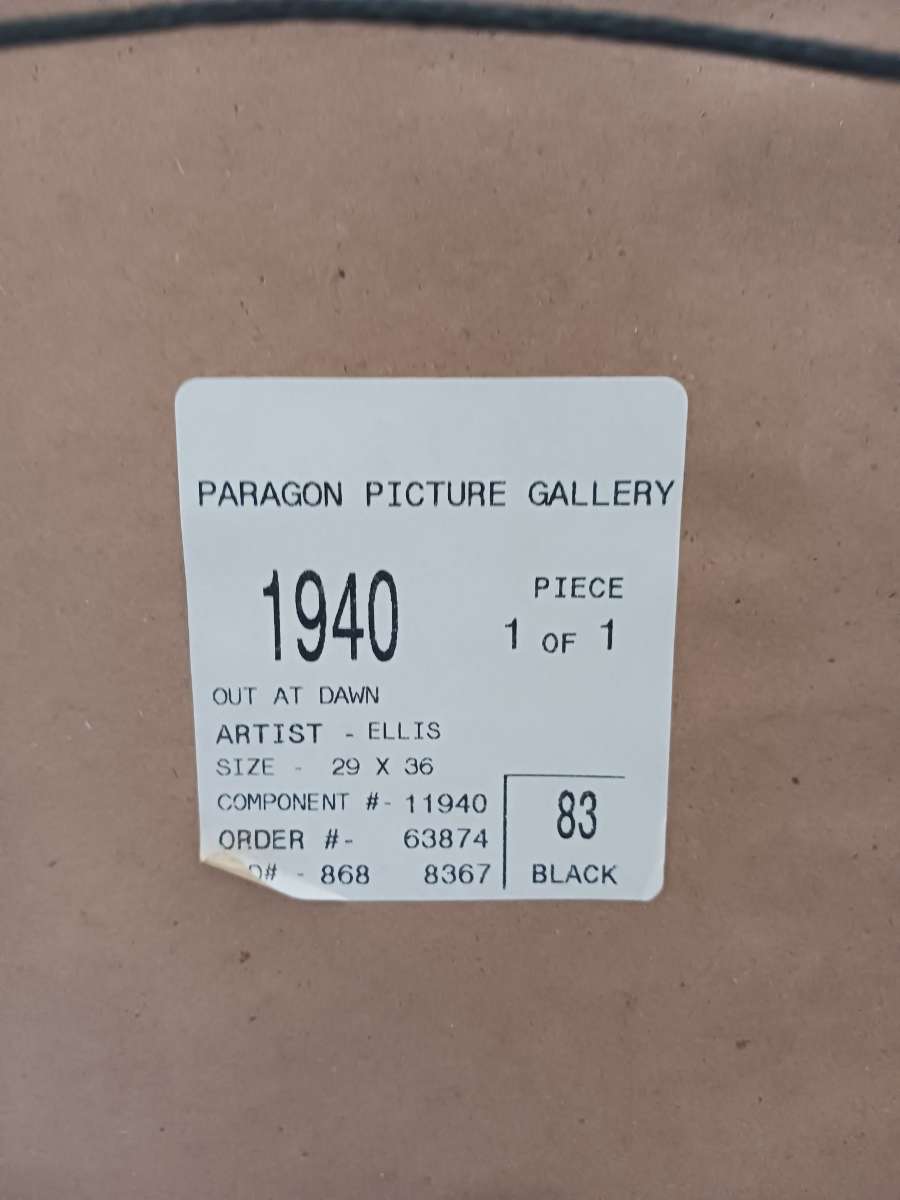 PARAGON PICTURE GALLERY
1940
PIECE
1 OF 1
OUT AT DAWN
ARTIST - ELLIS
SIZE - 29 X 36
COMPONENT #- 11940
ORDER #- 63874
# - 868 8367
83
BLACK